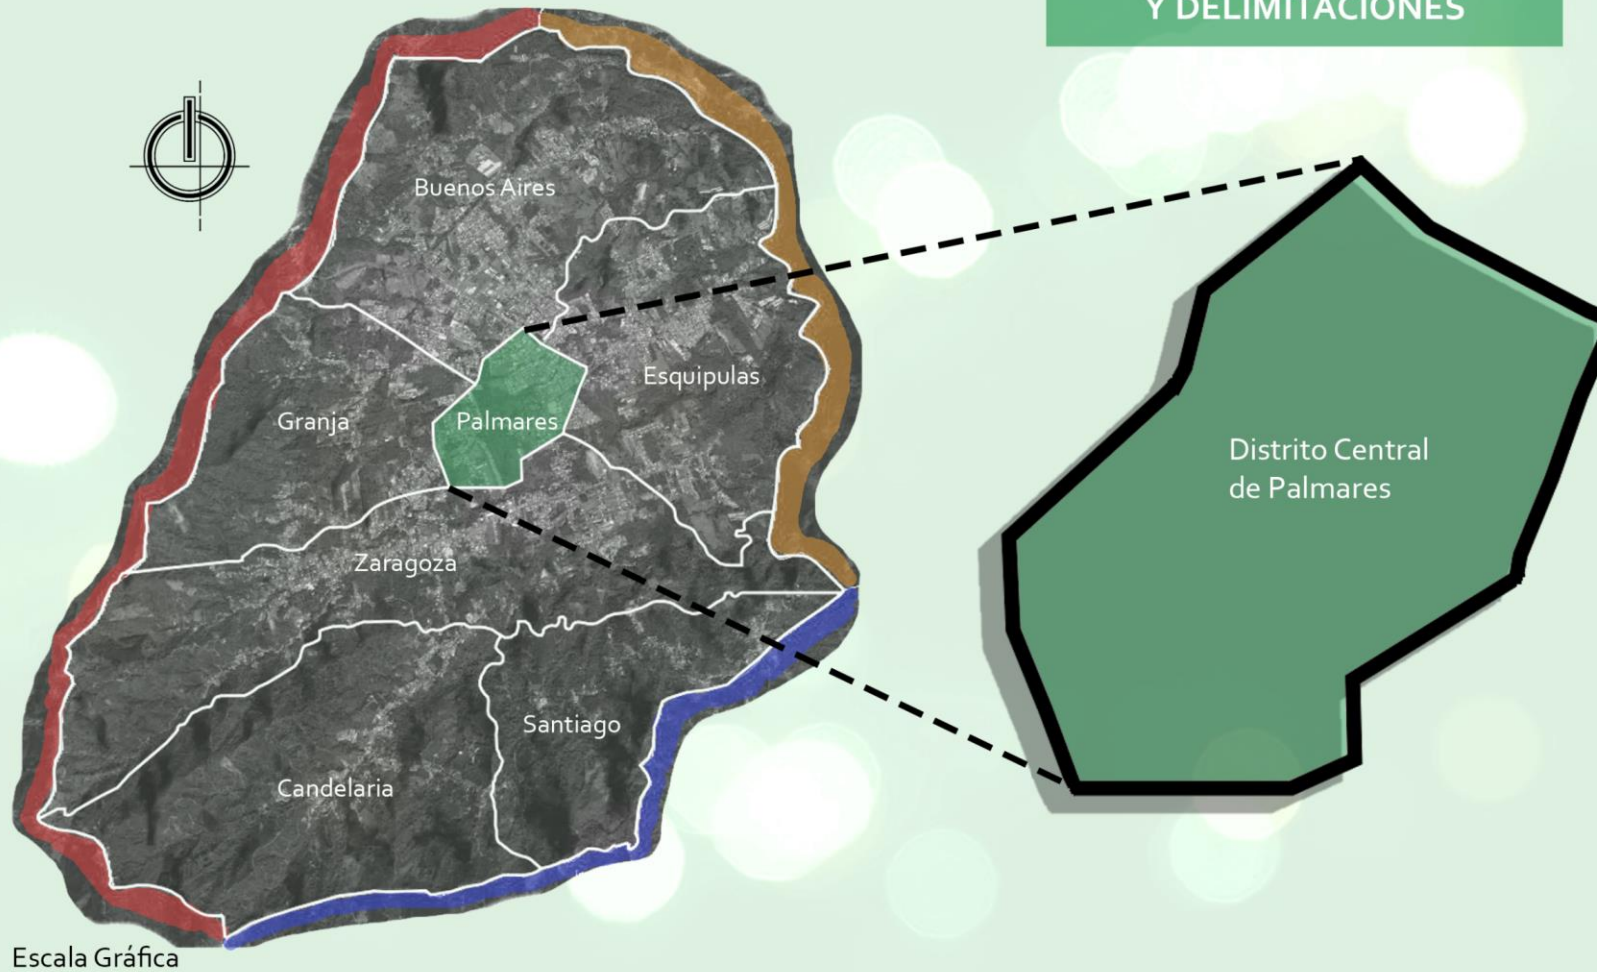 Y DELIMITACIONES
Buenos Aires
Esquipulas
Granja
Palmares
Distrito Central
de Palmares
Zaragoza
Santiago
Candelaria
Escala Gráfica